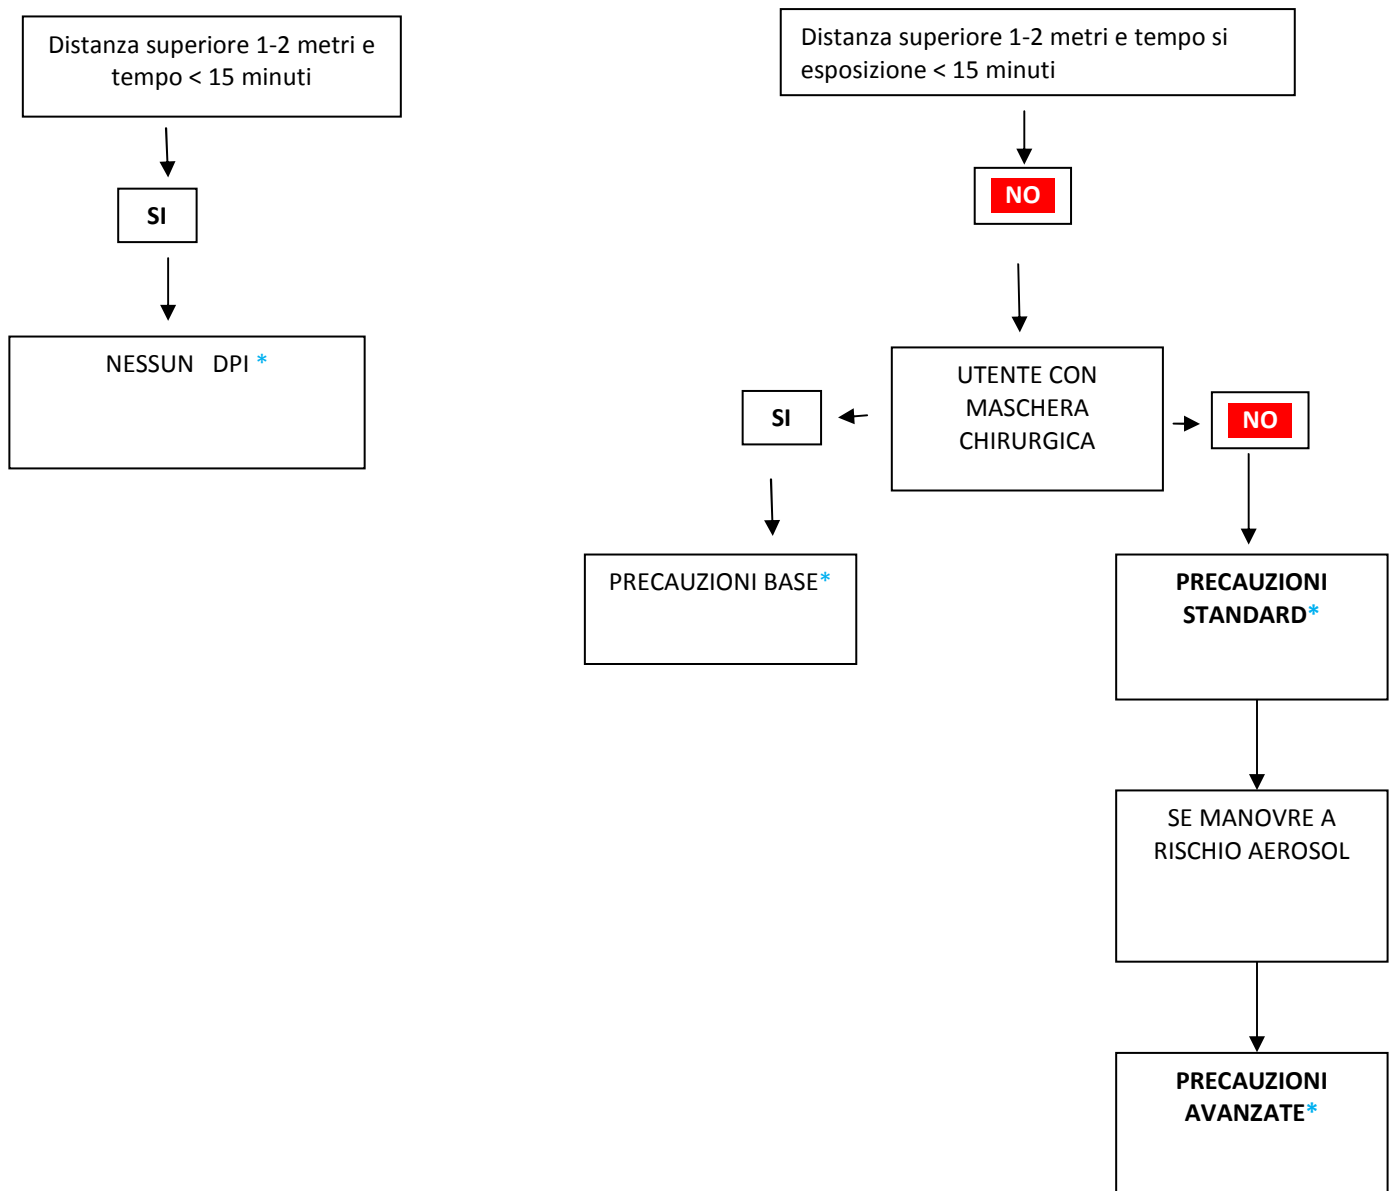 Distanza superiore 1-2 metri e
tempo < 15 minuti
SI
NESSUN DPI *
Distanza superiore 1-2 metri e tempo si
esposizione < 15 minuti
NO
UTENTE CON
MASCHERA
CHIRURGICA
SI
NO
PRECAUZIONI BASE*
PRECAUZIONI
STANDARD*
SE MANOVRE A
RISCHIO AEROSOL
PRECAUZIONI
AVANZATE*